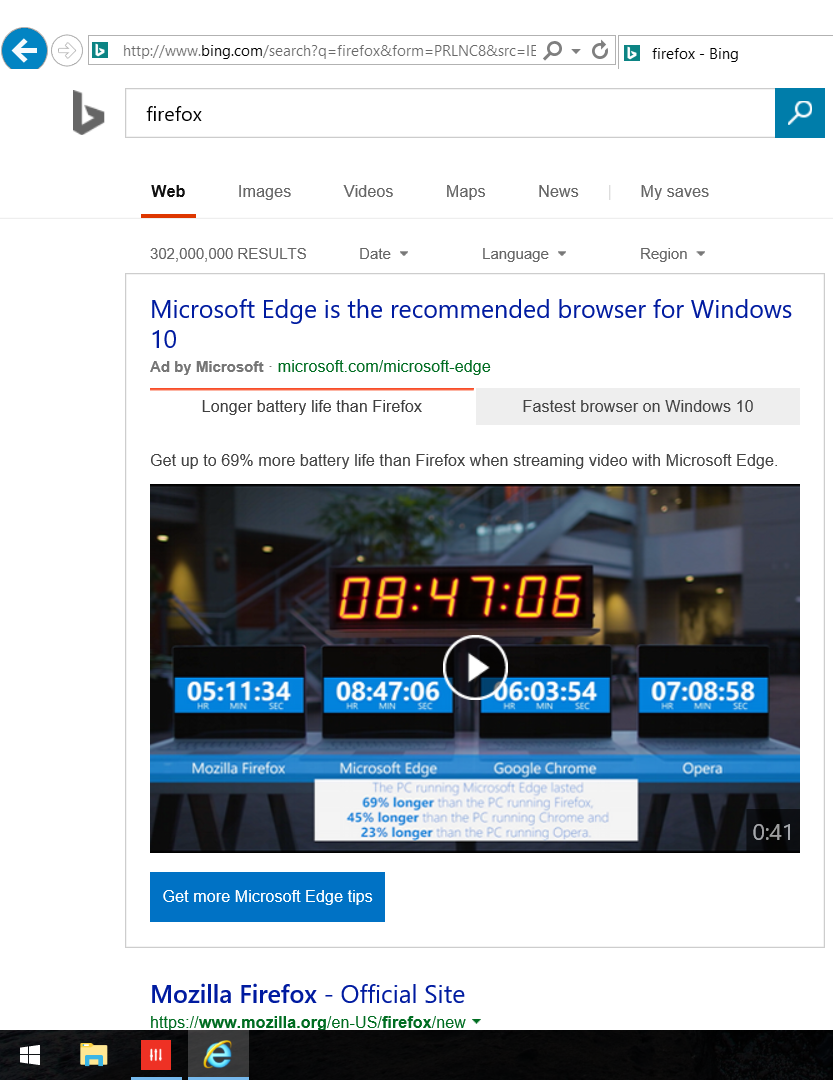 http://www.bing.com/search?q=firefox&form=PRLNC8&src=IE
firefox - Bing
firefox
Web Images Videos Maps News | My saves
302,000,000 RESULTS Date Language Region
Microsoft Edge is the recommended browser for Windows
10
Ad by Microsoft · microsoft.com/microsoft-edge
Longer battery life than Firefox
Fastest browser on Windows 10
Get up to 69% more battery life than Firefox when streaming video with Microsoft Edge.
08:47:06
05:11:34 08:47:06 06:03:54 07:08:58
HR MIN SEC HR MIN SEC HR MIN SEC HR MIN SEC
Mozilla Firefox Microsoft Edge Google Chrome Opera
The PC running Microsoft Edge lasted
69% longer than the PC running Firefox,
45% longer than the PC running Chrome and
23% longer than the PC running Opera.
0:41
Get more Microsoft Edge tips
Mozilla Firefox - Official Site
https://www.mozilla.org/en-US/firefox/new